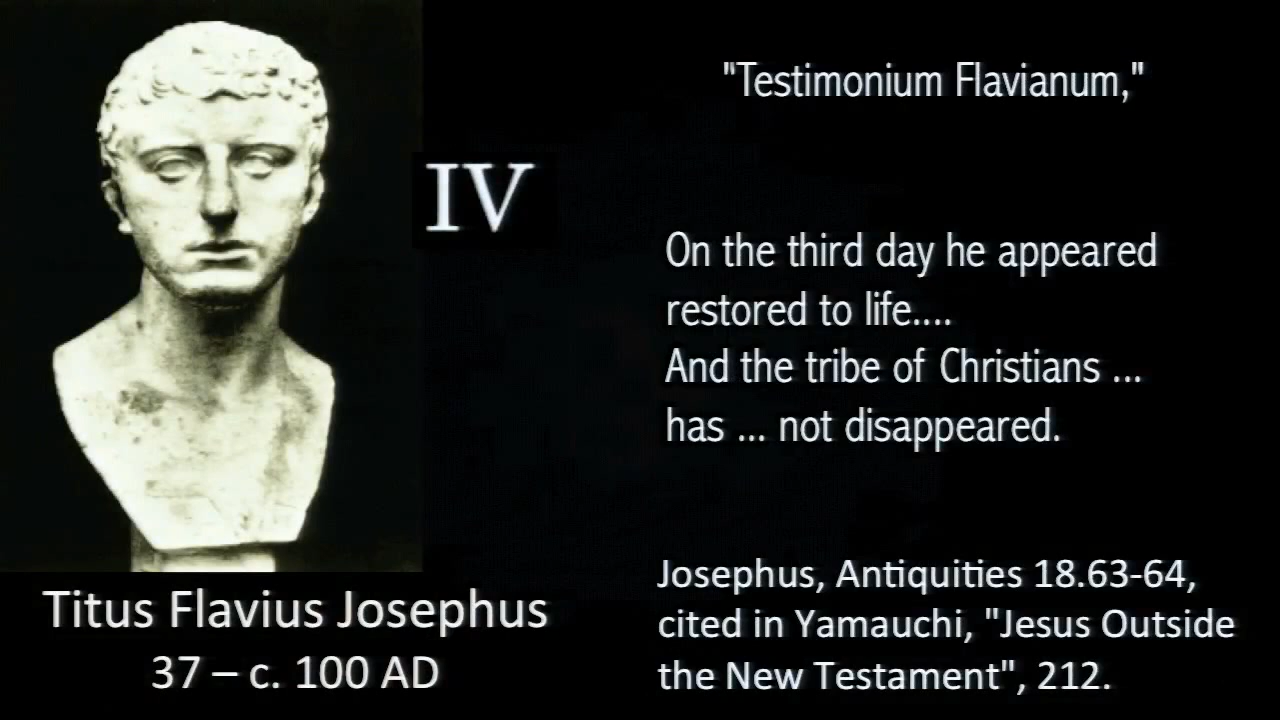 "Testimonium Flavianum,"
IV
On the third day he appeared
restored to life....
And the tribe of Christians ...
has ... not disappeared.
Titus Flavius Josephus
37 – c. 100 AD
Josephus, Antiquities 18.63-64,
cited in Yamauchi, "Jesus Outside
the New Testament", 212.